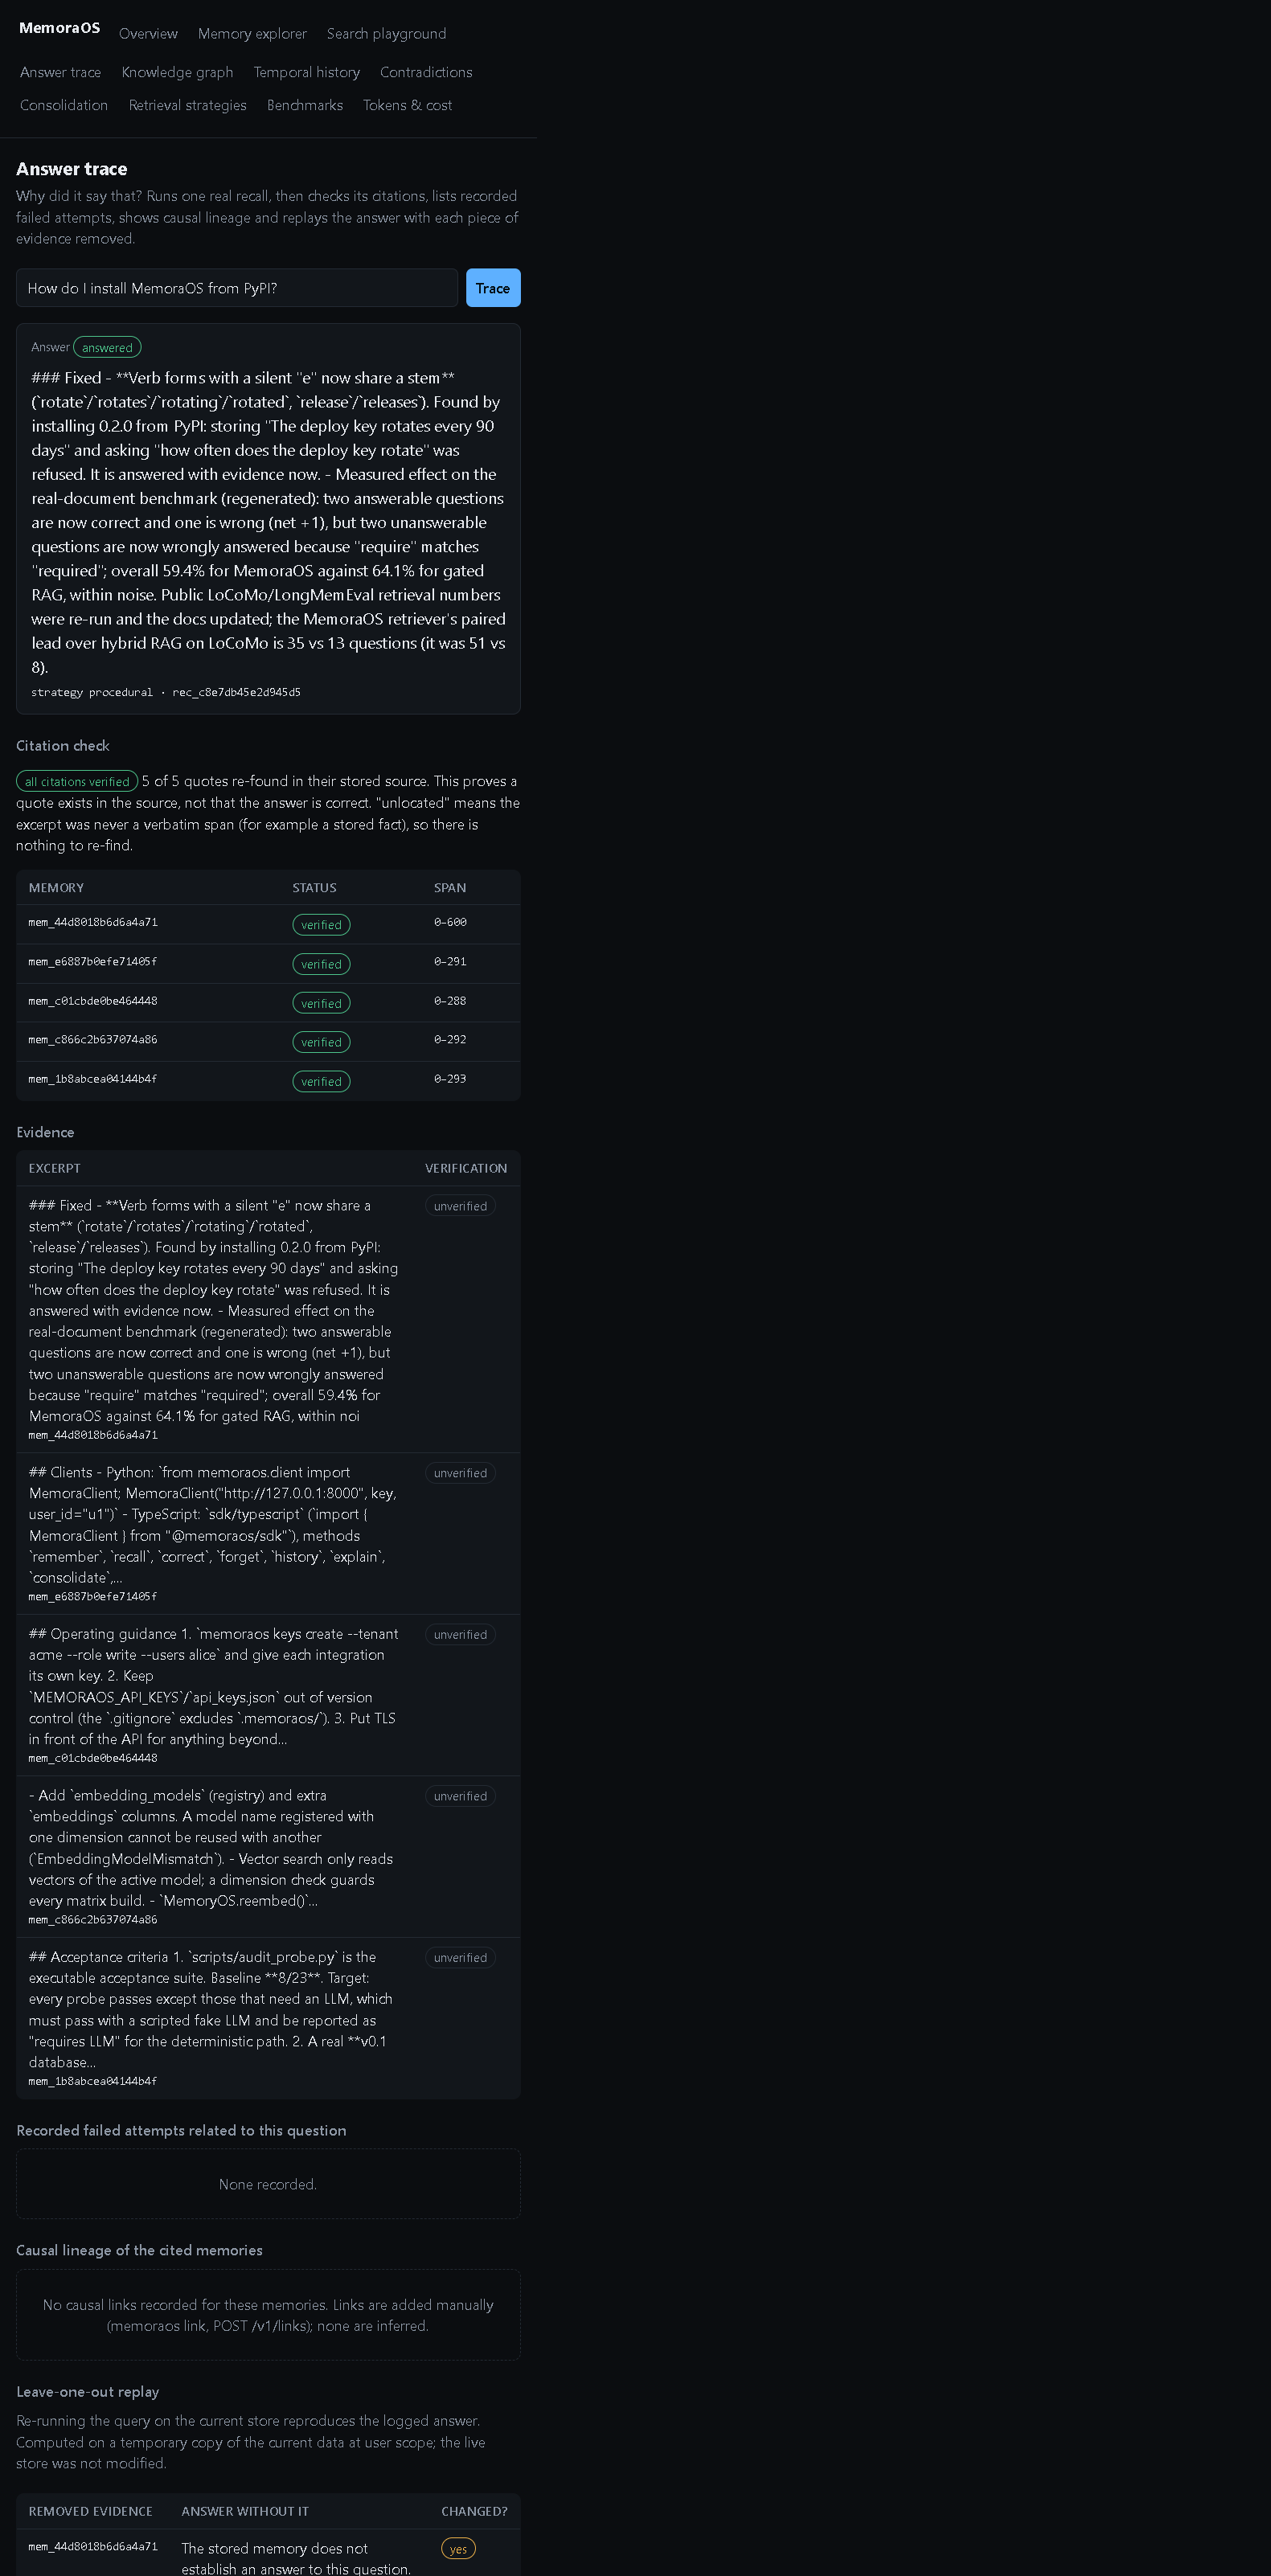 MemoraOS Overview Memory explorer Search playground
Answer trace Knowledge graph Temporal history Contradictions
Consolidation Retrieval strategies Benchmarks Tokens & cost
Answer trace
Why did it say that? Runs one real recall, then checks its citations, lists recorded
failed attempts, shows causal lineage and replays the answer with each piece of
evidence removed.
How do I install MemoraOS from PyPI? Trace
Answer answered
### Fixed - **Verb forms with a silent "e" now share a stem**
(`rotate`/`rotates`/`rotating`/`rotated`, `release`/`releases`). Found by
installing 0.2.0 from PyPI: storing "The deploy key rotates every 90
days" and asking "how often does the deploy key rotate" was
refused. It is answered with evidence now. - Measured effect on the
real-document benchmark (regenerated): two answerable questions
are now correct and one is wrong (net +1), but two unanswerable
questions are now wrongly answered because "require" matches
"required"; overall 59.4% for MemoraOS against 64.1% for gated
RAG, within noise. Public LoCoMo/LongMemEval retrieval numbers
were re-run and the docs updated; the MemoraOS retriever's paired
lead over hybrid RAG on LoCoMo is 35 vs 13 questions (it was 51 vs
8).
strategy procedural · rec_c8e7db45e2d945d5
Citation check
all citations verified 5 of 5 quotes re-found in their stored source. This proves a
quote exists in the source, not that the answer is correct. "unlocated" means the
excerpt was never a verbatim span (for example a stored fact), so there is
nothing to re-find.
MEMORY STATUS SPAN
mem_44d8018b6d6a4a71 verified 0–600
mem_e6887b0efe71405f verified 0–291
mem_c01cbde0be464448 verified 0–288
mem_c866c2b637074a86 verified 0–292
mem_1b8abcea04144b4f verified 0–293
Evidence
EXCERPT VERIFICATION
### Fixed - **Verb forms with a silent "e" now share a unverified
stem** (`rotate`/`rotates`/`rotating`/`rotated`,
`release`/`releases`). Found by installing 0.2.0 from PyPI:
storing "The deploy key rotates every 90 days" and asking
"how often does the deploy key rotate" was refused. It is
answered with evidence now. - Measured effect on the
real-document benchmark (regenerated): two answerable
questions are now correct and one is wrong (net +1), but
two unanswerable questions are now wrongly answered
because "require" matches "required"; overall 59.4% for
MemoraOS against 64.1% for gated RAG, within noi
mem_44d8018b6d6a4a71
## Clients - Python: `from memoraos.client import unverified
MemoraClient; MemoraClient("http://127.0.0.1:8000", key,
user_id="u1")` - TypeScript: `sdk/typescript` (`import {
MemoraClient } from "@memoraos/sdk"`), methods
`remember`, `recall`, `correct`, `forget`, `history`, `explain`,
`consolidate`,...
mem_e6887b0efe71405f
## Operating guidance 1. `memoraos keys create --tenant unverified
acme --role write --users alice` and give each integration
its own key. 2. Keep
`MEMORAOS_API_KEYS`/`api_keys.json` out of version
control (the `.gitignore` excludes `.memoraos/`). 3. Put TLS
in front of the API for anything beyond...
mem_c01cbde0be464448
- Add `embedding_models` (registry) and extra unverified
`embeddings` columns. A model name registered with
one dimension cannot be reused with another
(`EmbeddingModelMismatch`). - Vector search only reads
vectors of the active model; a dimension check guards
every matrix build. - `MemoryOS.reembed()`...
mem_c866c2b637074a86
## Acceptance criteria 1. `scripts/audit_probe.py` is the unverified
executable acceptance suite. Baseline **8/23**. Target:
every probe passes except those that need an LLM, which
must pass with a scripted fake LLM and be reported as
"requires LLM" for the deterministic path. 2. A real **v0.1
database...
mem_1b8abcea04144b4f
Recorded failed attempts related to this question
None recorded.
Causal lineage of the cited memories
No causal links recorded for these memories. Links are added manually
(memoraos link, POST /v1/links); none are inferred.
Leave-one-out replay
Re-running the query on the current store reproduces the logged answer.
Computed on a temporary copy of the current data at user scope; the live
store was not modified.
REMOVED EVIDENCE ANSWER WITHOUT IT CHANGED?
mem_44d8018b6d6a4a71 The stored memory does not yes
establish an answer to this question.